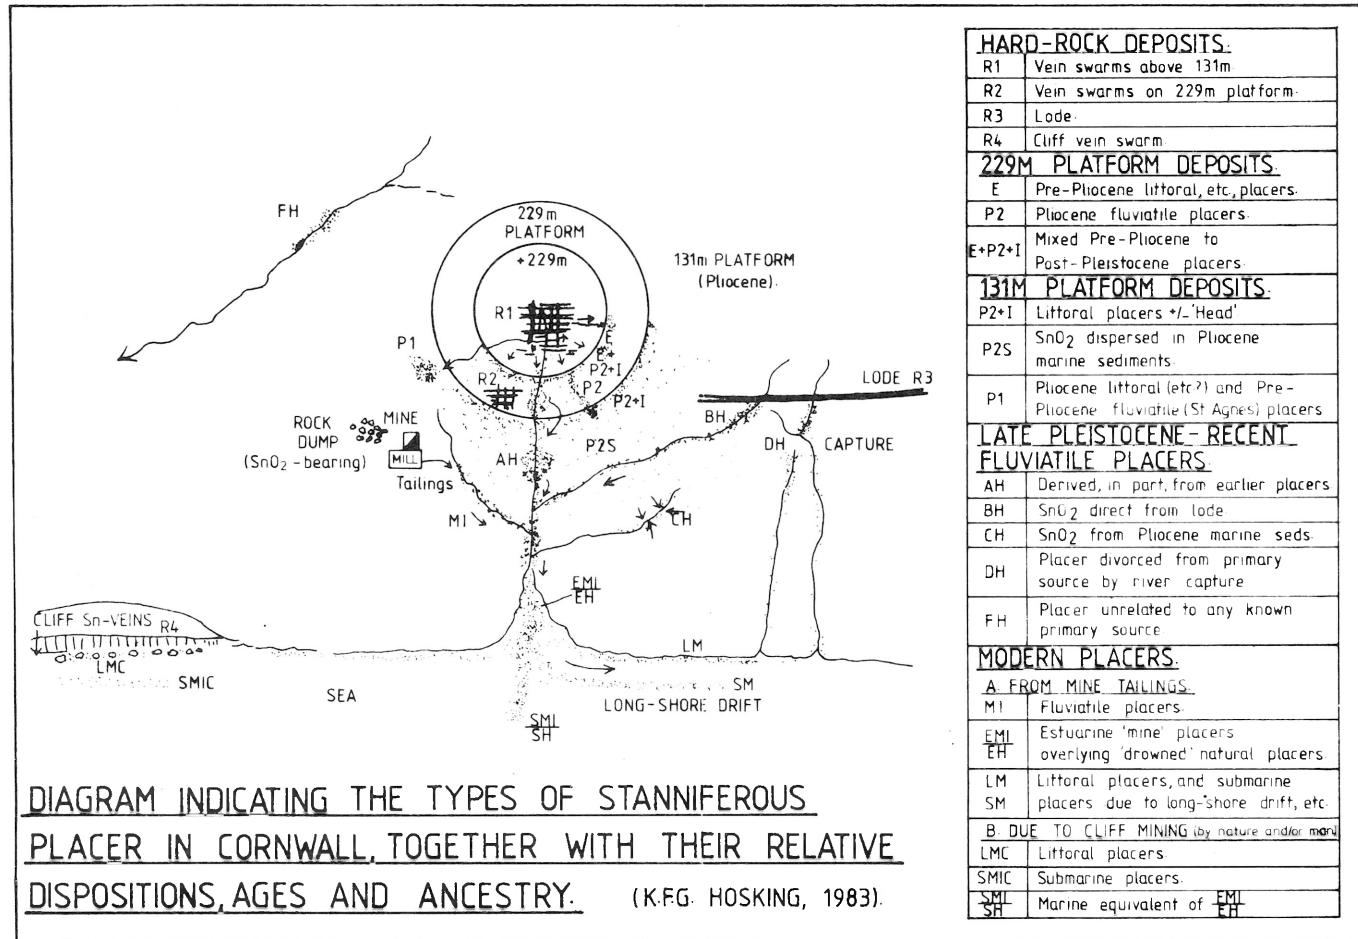 FH
229m
PLATFORM
+229m
131m PLATFORM
(Pliocene).
R1
P1
E
E+
P2+I
R2
P2
P2+I
LODE R3
BH
ROCK
DUMP
(SnO2-bearing)
MINE
MILL
Tailings
AH
P2S
DH
CAPTURE
MI
CH
EMI
EH
CLIFF Sn-VEINS
R4
LMC
SMIC
SEA
LM
SM
LONG-SHORE DRIFT
SMI
SH
DIAGRAM INDICATING THE TYPES OF STANNIFEROUS
PLACER IN CORNWALL, TOGETHER WITH THEIR RELATIVE
DISPOSITIONS, AGES AND ANCESTRY. (K.F.G. HOSKING, 1983).
HARD-ROCK DEPOSITS.
R1 Vein swarms above 131m.
R2 Vein swarms on 229m platform.
R3 Lode.
R4 Cliff vein swarm.
229M PLATFORM DEPOSITS.
E Pre-Pliocene littoral, etc., placers.
P2 Pliocene fluviatile placers.
E+P2+I Mixed Pre-Pliocene to
Post-Pleistocene placers.
131M PLATFORM DEPOSITS.
P2+I Littoral placers +/- 'Head'
P2S SnO2 dispersed in Pliocene
marine sediments.
P1 Pliocene littoral (etc?) and Pre-
Pliocene fluviatile (St Agnes) placers
LATE PLEISTOCENE-RECENT
FLUVIATILE PLACERS.
AH Derived, in part, from earlier placers
BH SnO2 direct from lode
CH SnO2 from Pliocene marine seds.
DH Placer divorced from primary
source by river capture
FH Placer unrelated to any known
primary source.
MODERN PLACERS.
A. FROM MINE TAILINGS.
MI Fluviatile placers.
EMI
EH
Estuarine 'mine' placers
overlying 'drowned' natural placers.
LM Littoral placers, and submarine
SM placers due to long-shore drift, etc.
B. DUE TO CLIFF MINING (by nature and/or man)
LMC Littoral placers.
SMIC Submarine placers.
SMI
SH
Marine equivalent of EMI
EH